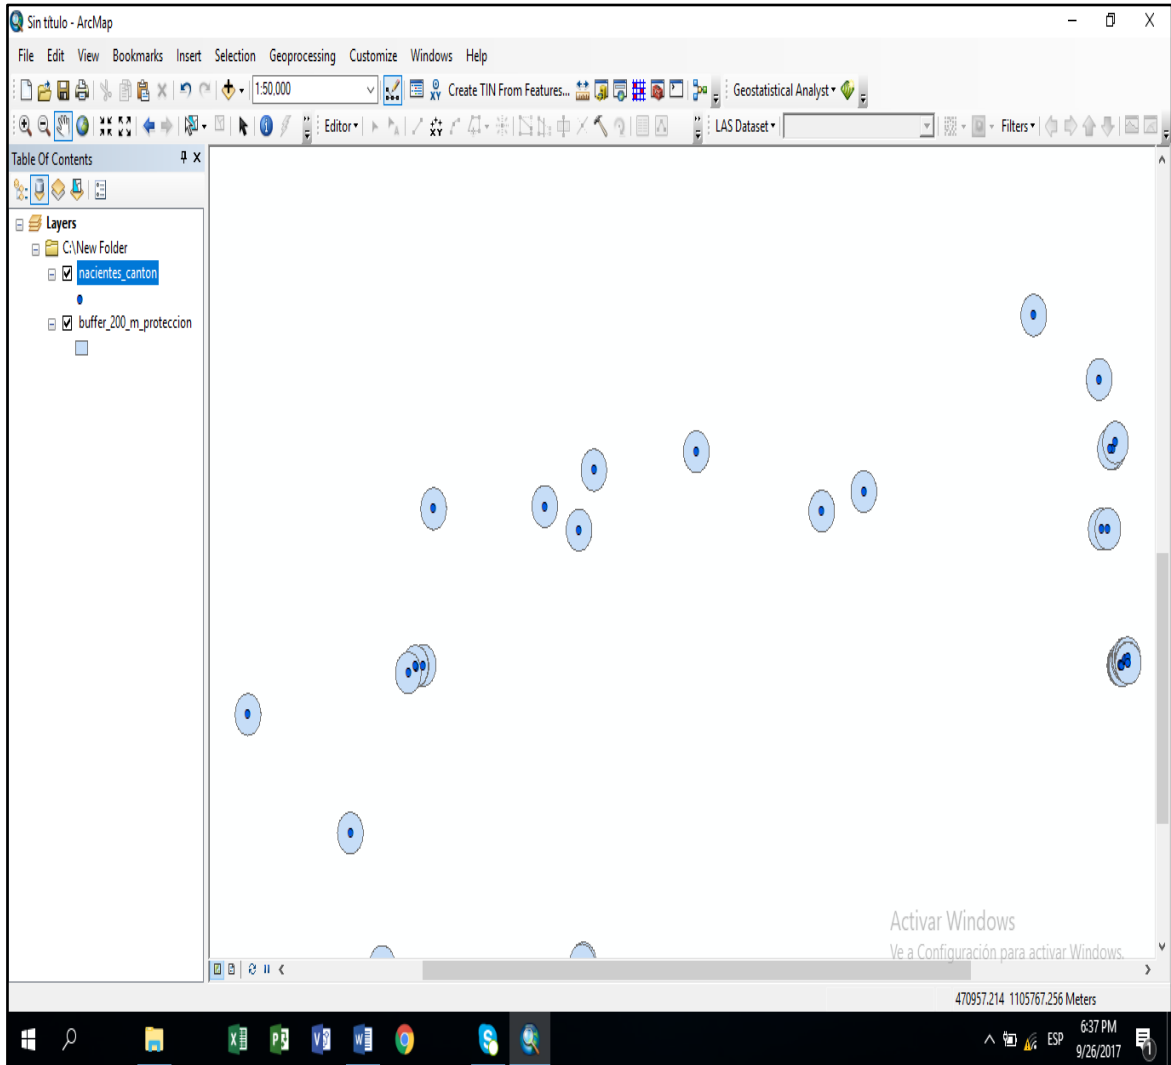 Sin título - ArcMap
File Edit View Bookmarks Insert Selection Geoprocessing Customize Windows Help
1:50,000 Create TIN From Features... Geostatistical Analyst
Editor LAS Dataset Filters
Table Of Contents
Layers
C:\New Folder
nacientes_canton
buffer_200_m_proteccion
Activar Windows
Ve a Configuración para activar Windows.
470957.214 1105767.256 Meters
ESP
6:37 PM
9/26/2017